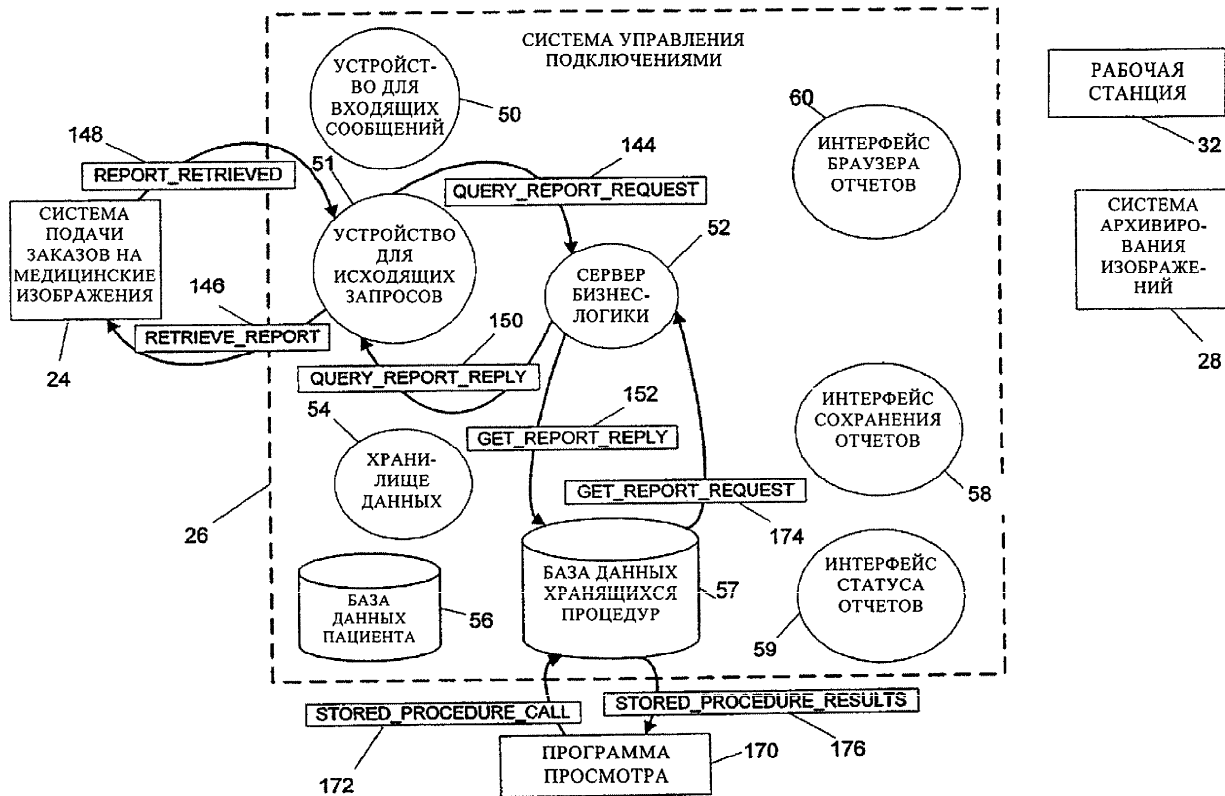 СИСТЕМА УПРАВЛЕНИЯ
ПОДКЛЮЧЕНИЯМИ
УСТРОЙСТ-
ВО ДЛЯ
ВХОДЯЩИХ
СООБЩЕНИЙ
50
60
ИНТЕРФЕЙС
БРАУЗЕРА
ОТЧЕТОВ
РАБОЧАЯ
СТАНЦИЯ
32
148
REPORT_RETRIEVED
51
144
QUERY_REPORT_REQUEST
СИСТЕМА
ПОДАЧИ
ЗАКАЗОВ НА
МЕДИЦИНСКИЕ
ИЗОБРАЖЕНИЯ
24
УСТРОЙСТВО
ДЛЯ
ИСХОДЯЩИХ
ЗАПРОСОВ
52
СЕРВЕР
БИЗНЕС-
ЛОГИКИ
СИСТЕМА
АРХИВИРО-
ВАНИЯ
ИЗОБРАЖЕ-
НИЙ
28
146
RETRIEVE_REPORT
150
QUERY_REPORT_REPLY
152
GET_REPORT_REPLY
54
ХРАНИ-
ЛИЩЕ
ДАННЫХ
ИНТЕРФЕЙС
СОХРАНЕНИЯ
ОТЧЕТОВ
58
GET_REPORT_REQUEST
174
26
БАЗА
ДАННЫХ
ПАЦИЕНТА
56
БАЗА ДАННЫХ
ХРАНЯЩИХСЯ
ПРОЦЕДУР
57
ИНТЕРФЕЙС
СТАТУСА
ОТЧЕТОВ
59
STORED_PROCEDURE_CALL
172
STORED_PROCEDURE_RESULTS
176
ПРОГРАММА
ПРОСМОТРА
170